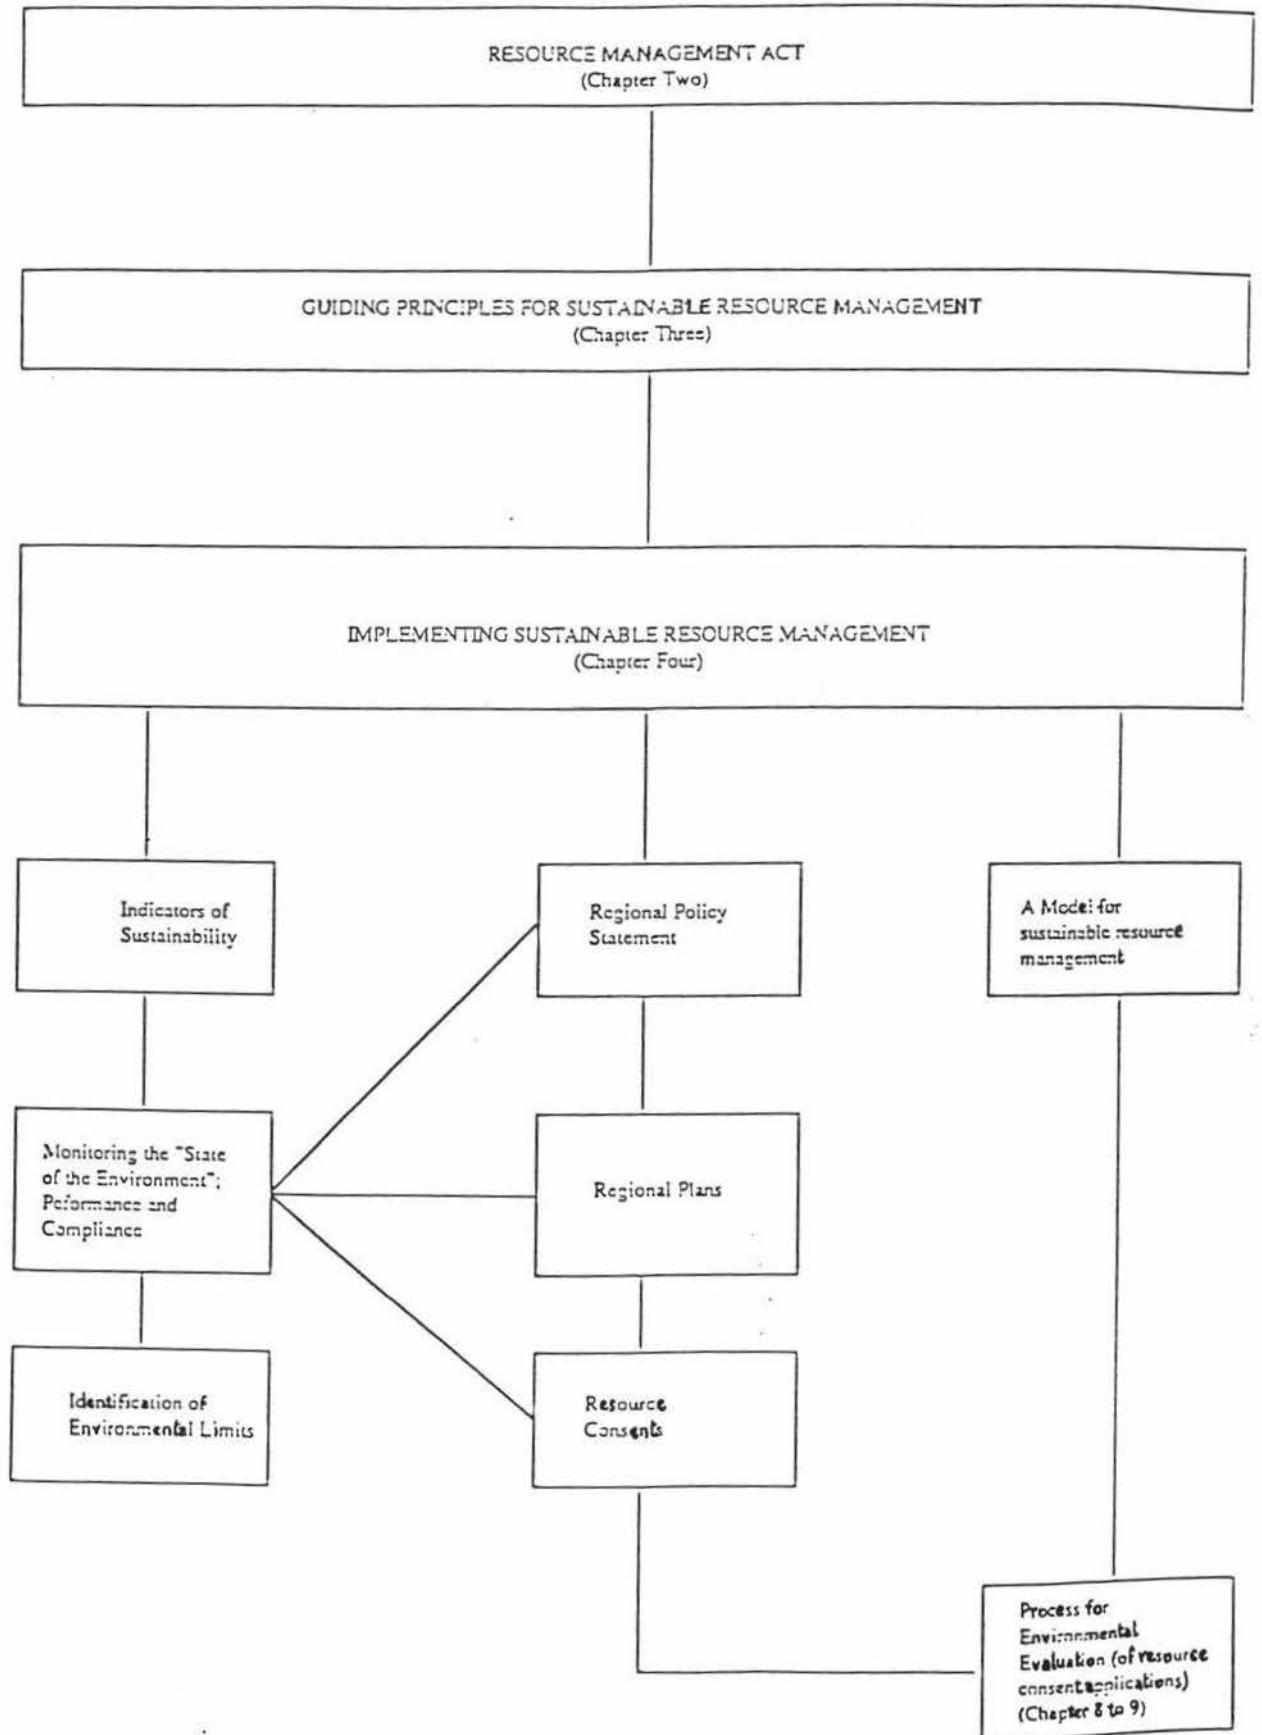 RESOURCE MANAGEMENT ACT
(Chapter Two)
GUIDING PRINCIPLES FOR SUSTAINABLE RESOURCE MANAGEMENT
(Chapter Three)
IMPLEMENTING SUSTAINABLE RESOURCE MANAGEMENT
(Chapter Four)
Indicators of
Sustainability
Regional Policy
Statement
A Model for
sustainable resource
management
Monitoring the "State
of the Environment";
Peformance and
Compliance
Regional Plans
Identification of
Environmental Limits
Resource
Consents
Process for
Environmental
Evaluation (of resource
consent applications)
(Chapter 8 to 9)